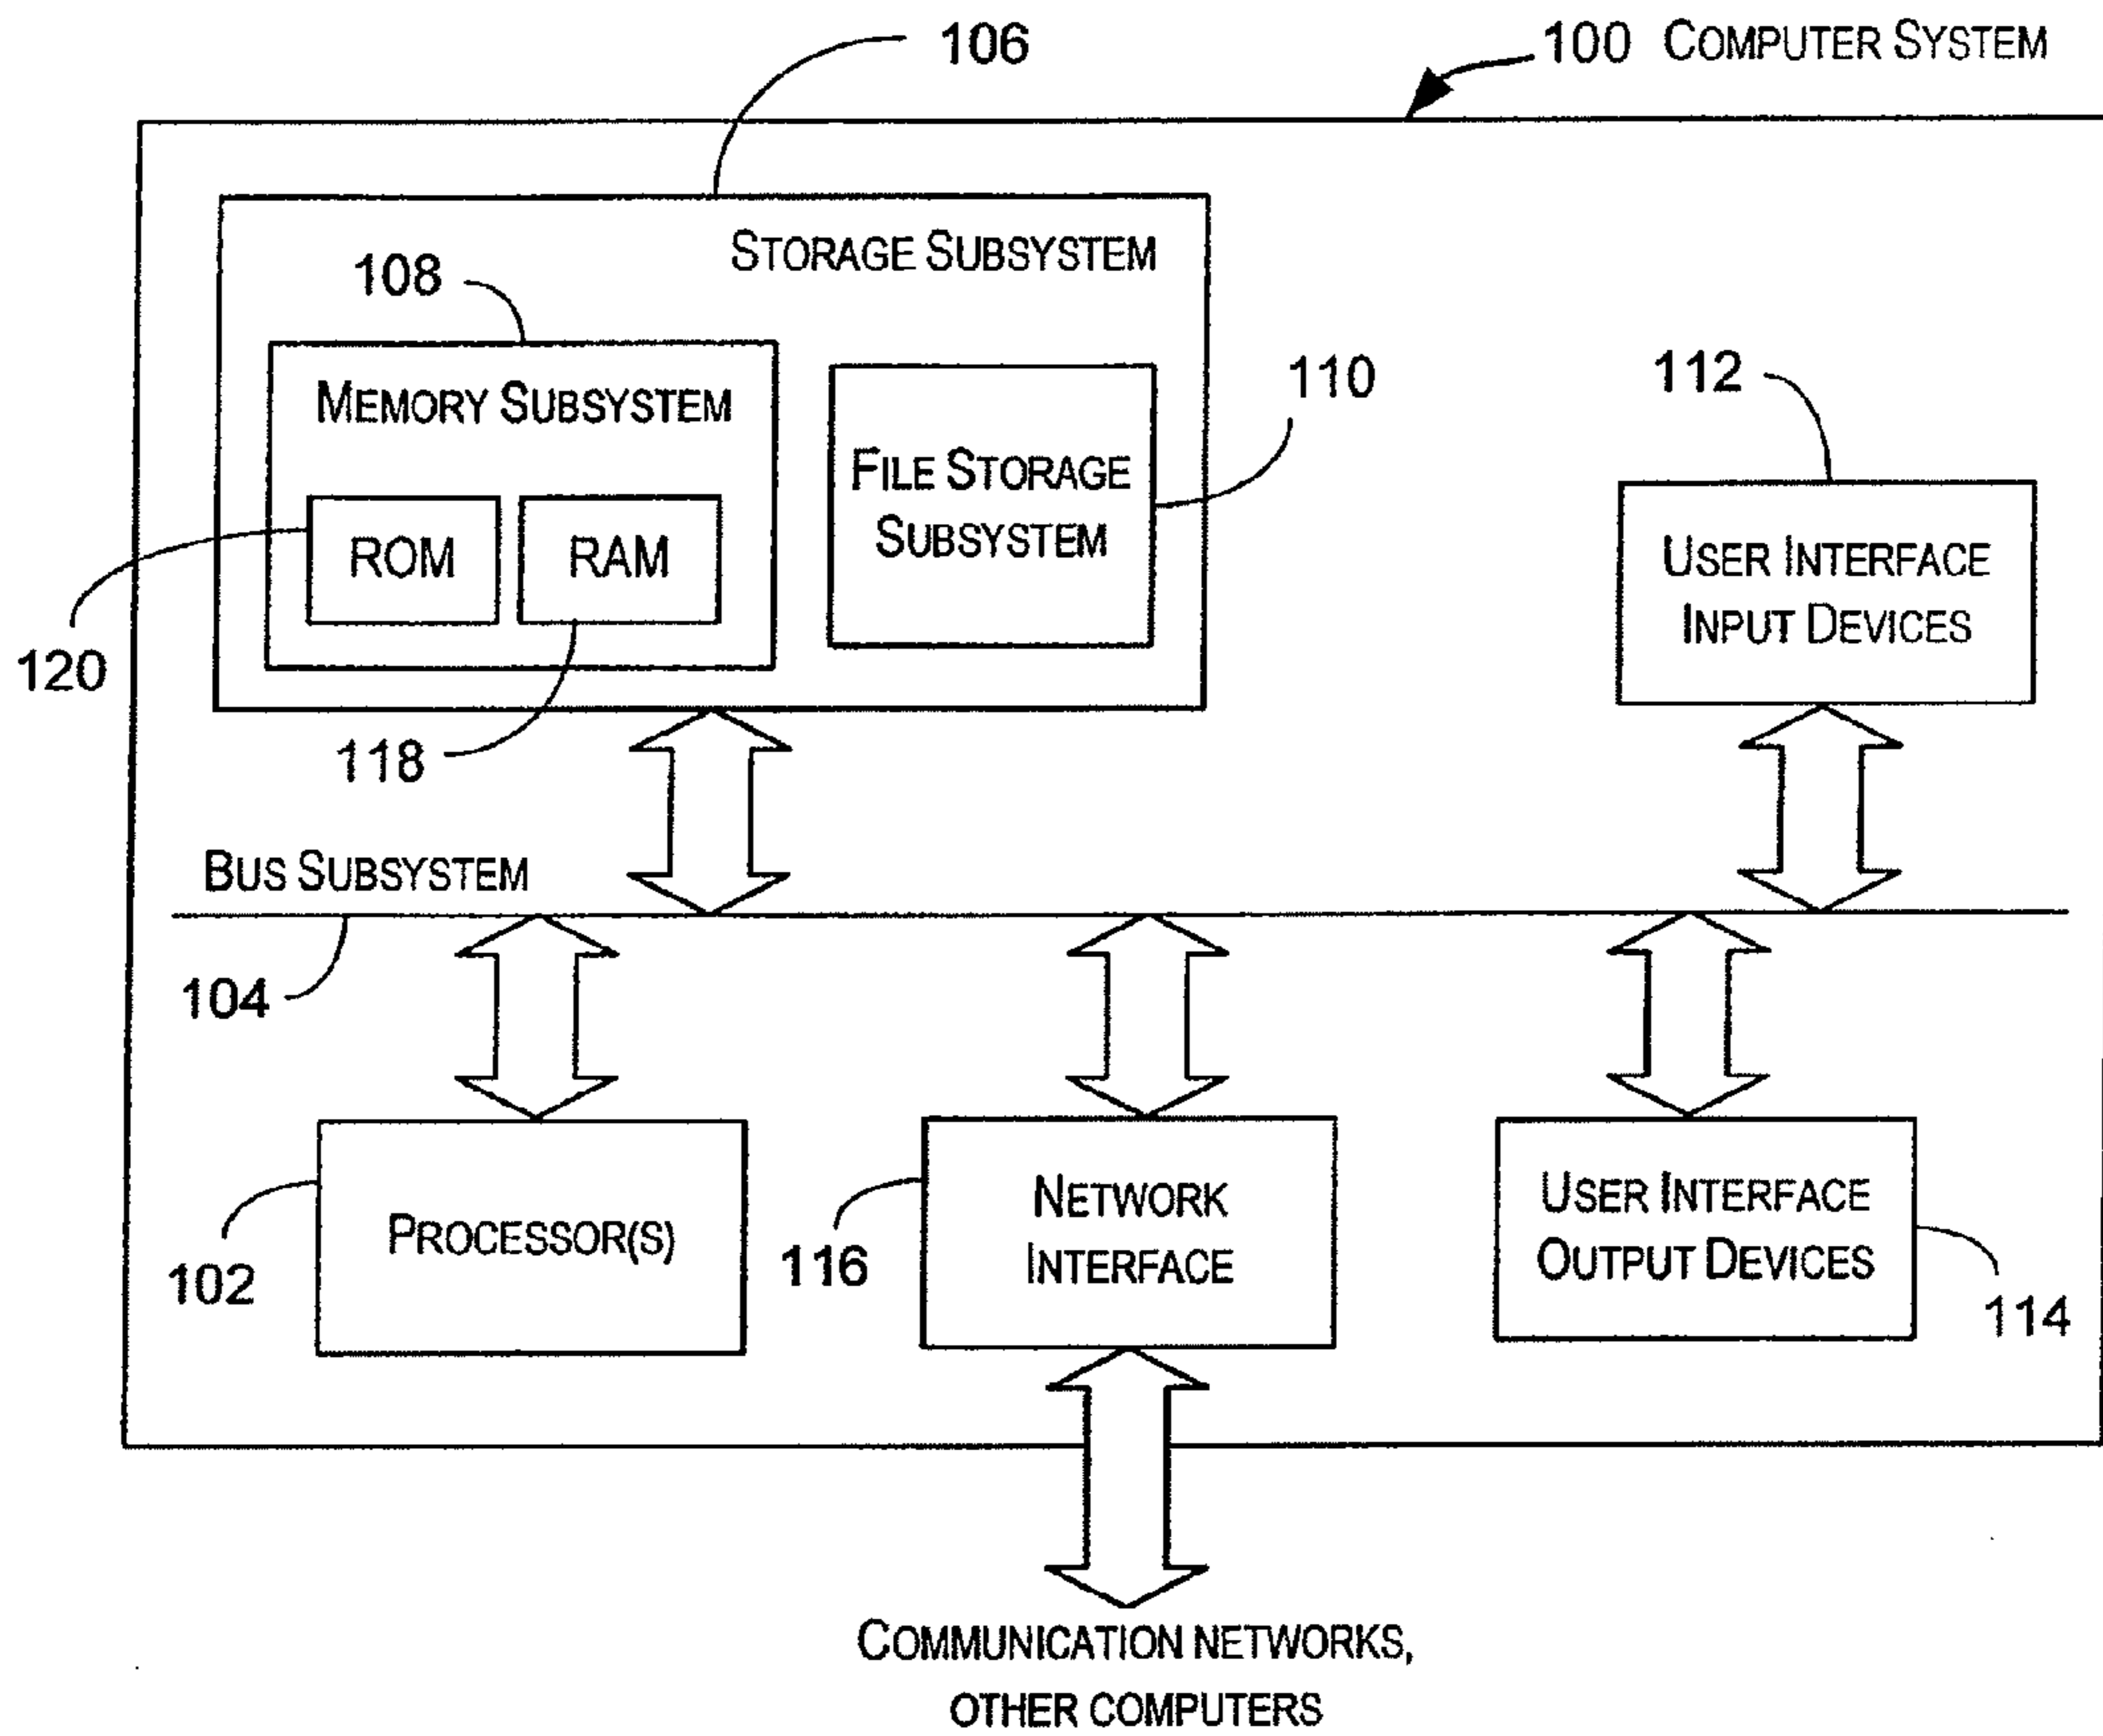 106
100 COMPUTER SYSTEM
STORAGE SUBSYSTEM
108
110
112
MEMORY SUBSYSTEM
FILE STORAGE
SUBSYSTEM
ROM
RAM
USER INTERFACE
INPUT DEVICES
120
118
BUS SUBSYSTEM
104
PROCESSOR(S)
102
NETWORK
INTERFACE
116
USER INTERFACE
OUTPUT DEVICES
114
COMMUNICATION NETWORKS,
OTHER COMPUTERS